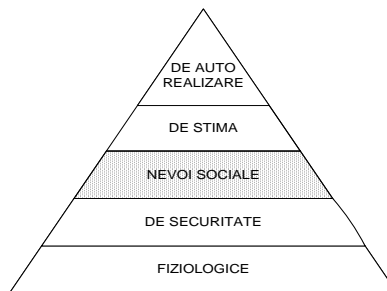 DE AUTO
REALIZARE
DE STIMA
NEVOI SOCIALE
DE SECURITATE
FIZIOLOGICE